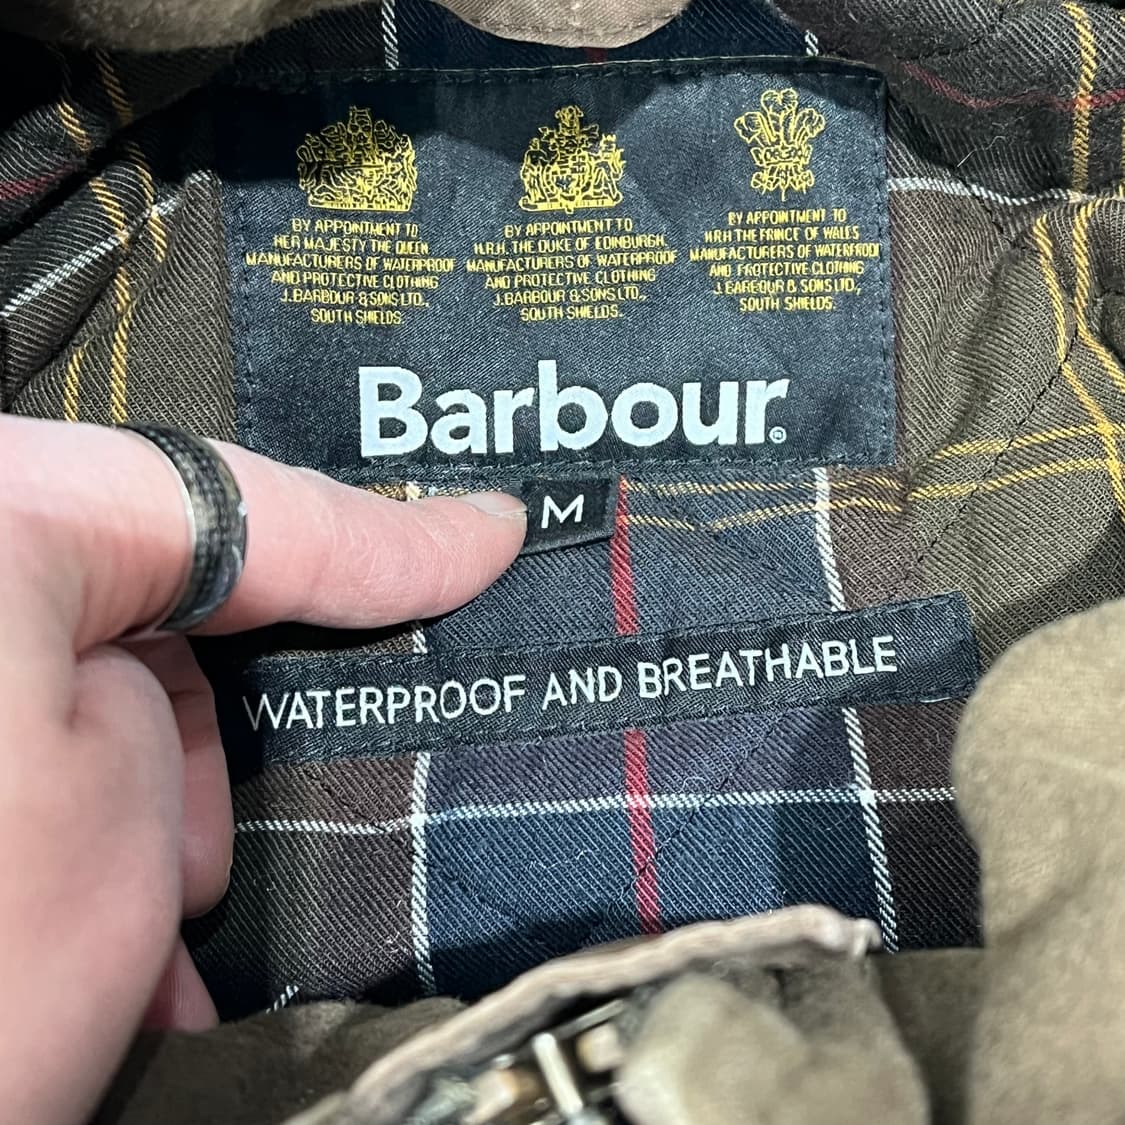 BY APPOINTMENT TO
HER MAJESTY THE QUEEN
MANUFACTURERS OF WATERPROOF
AND PROTECTIVE CLOTHING
J.BARBOUR & SONS LTD.,
SOUTH SHIELDS.
BY APPOINTMENT TO
H.R.H. THE DUKE OF EDINBURGH.
MANUFACTURERS OF WATERPROOF
AND PROTECTIVE CLOTHING
J.BARBOUR & SONS LTD.,
SOUTH SHIELDS.
BY APPOINTMENT TO
HRH THE PRINCE OF WALES
MANUFACTURERS OF WATERPROOF
AND PROTECTIVE CLOTHING
J.BARBOUR & SONS LTD.,
SOUTH SHIELDS.
Barbour®
M
WATERPROOF AND BREATHABLE